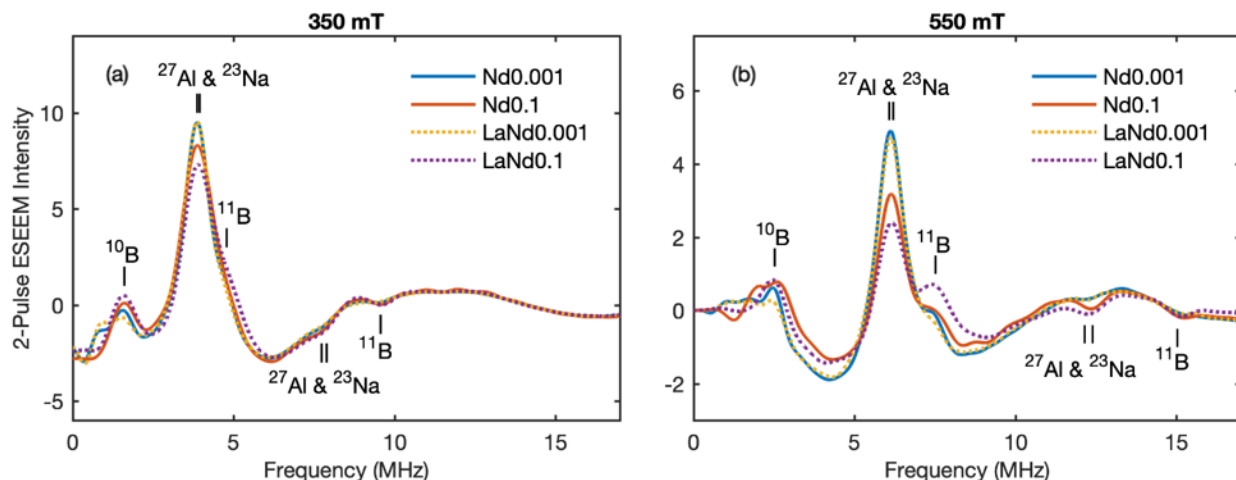 350 mT
(a)
²⁷Al & ²³Na
Nd0.001
Nd0.1
LaNd0.001
LaNd0.1
¹¹B
¹⁰B
¹¹B
²⁷Al & ²³Na
10
5
0
-5
0
5
10
15
2-Pulse ESEEM Intensity
Frequency (MHz)
550 mT
(b)
²⁷Al & ²³Na
Nd0.001
Nd0.1
LaNd0.001
LaNd0.1
¹⁰B
¹¹B
²⁷Al & ²³Na
¹¹B
6
4
2
0
-2
0
5
10
15
Frequency (MHz)